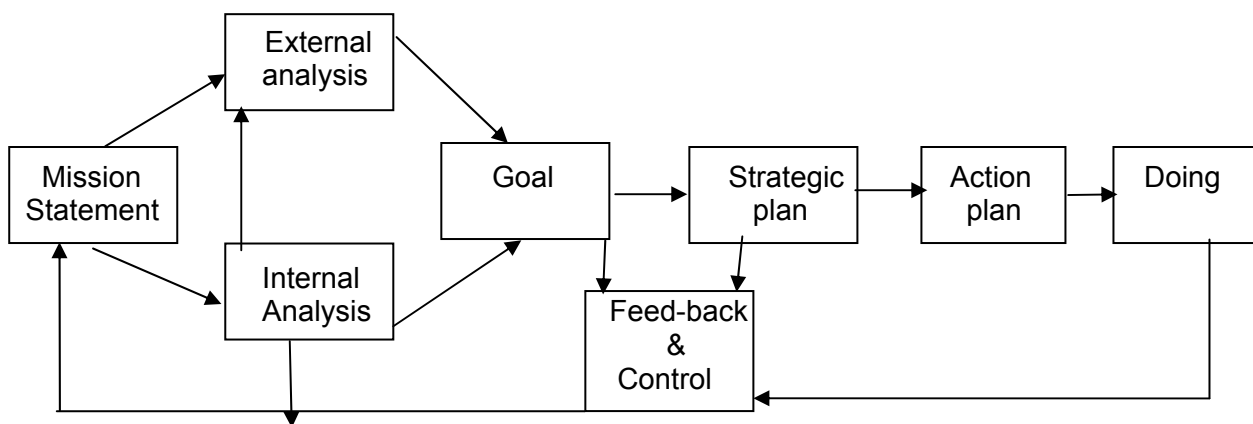 External
analysis
Mission
Statement
Internal
Analysis
Goal
Strategic
plan
Action
plan
Doing
Feed-back
&
Control